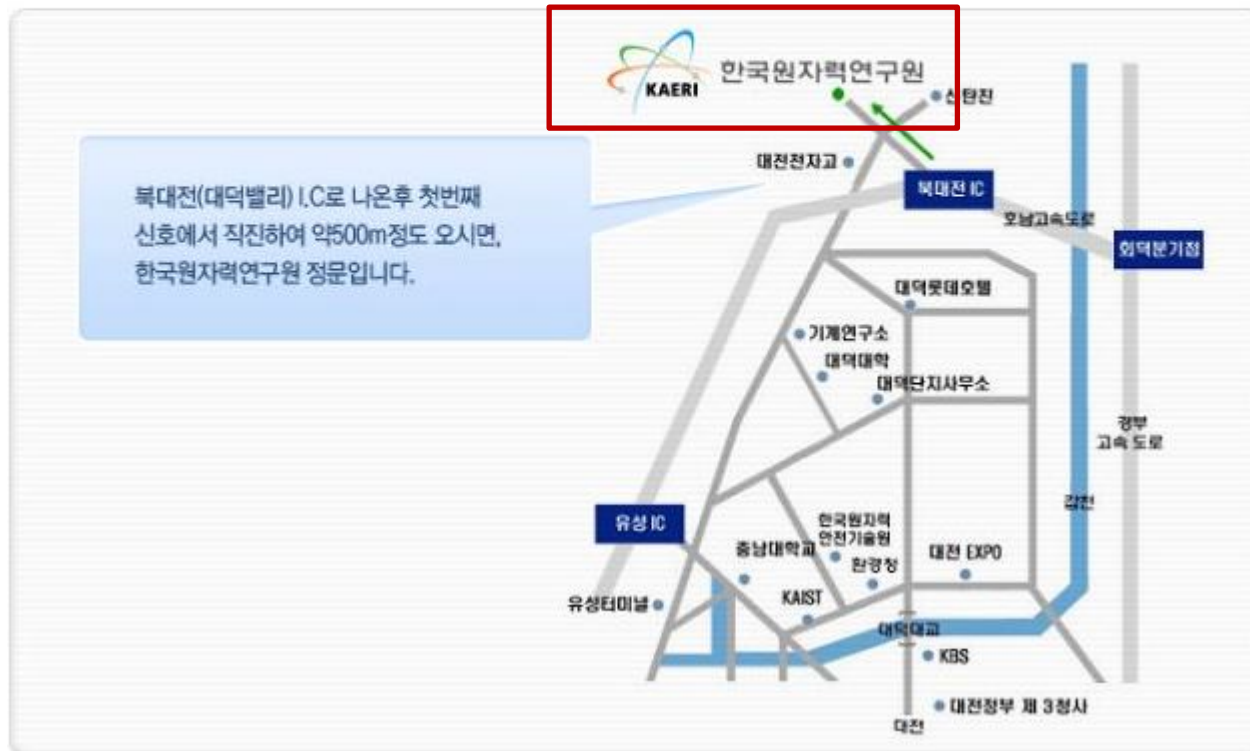 KAERI 한국원자력연구원
신탄진
대전전자고
북대전(대덕밸리) I.C로 나온후 첫번째
신호에서 직진하여 약500m정도 오시면,
한국원자력연구원 정문입니다.
북대전 IC
호남고속도로
회덕분기점
대덕롯데호텔
기계연구소
대덕대학
대덕단지사무소
경부
고속 도로
갑천
유성 IC
한국원자력
안전기술원
충남대학교
환경청
대전 EXPO
KAIST
유성터미널
대덕대교
KBS
대전정부 제 3청사
대전